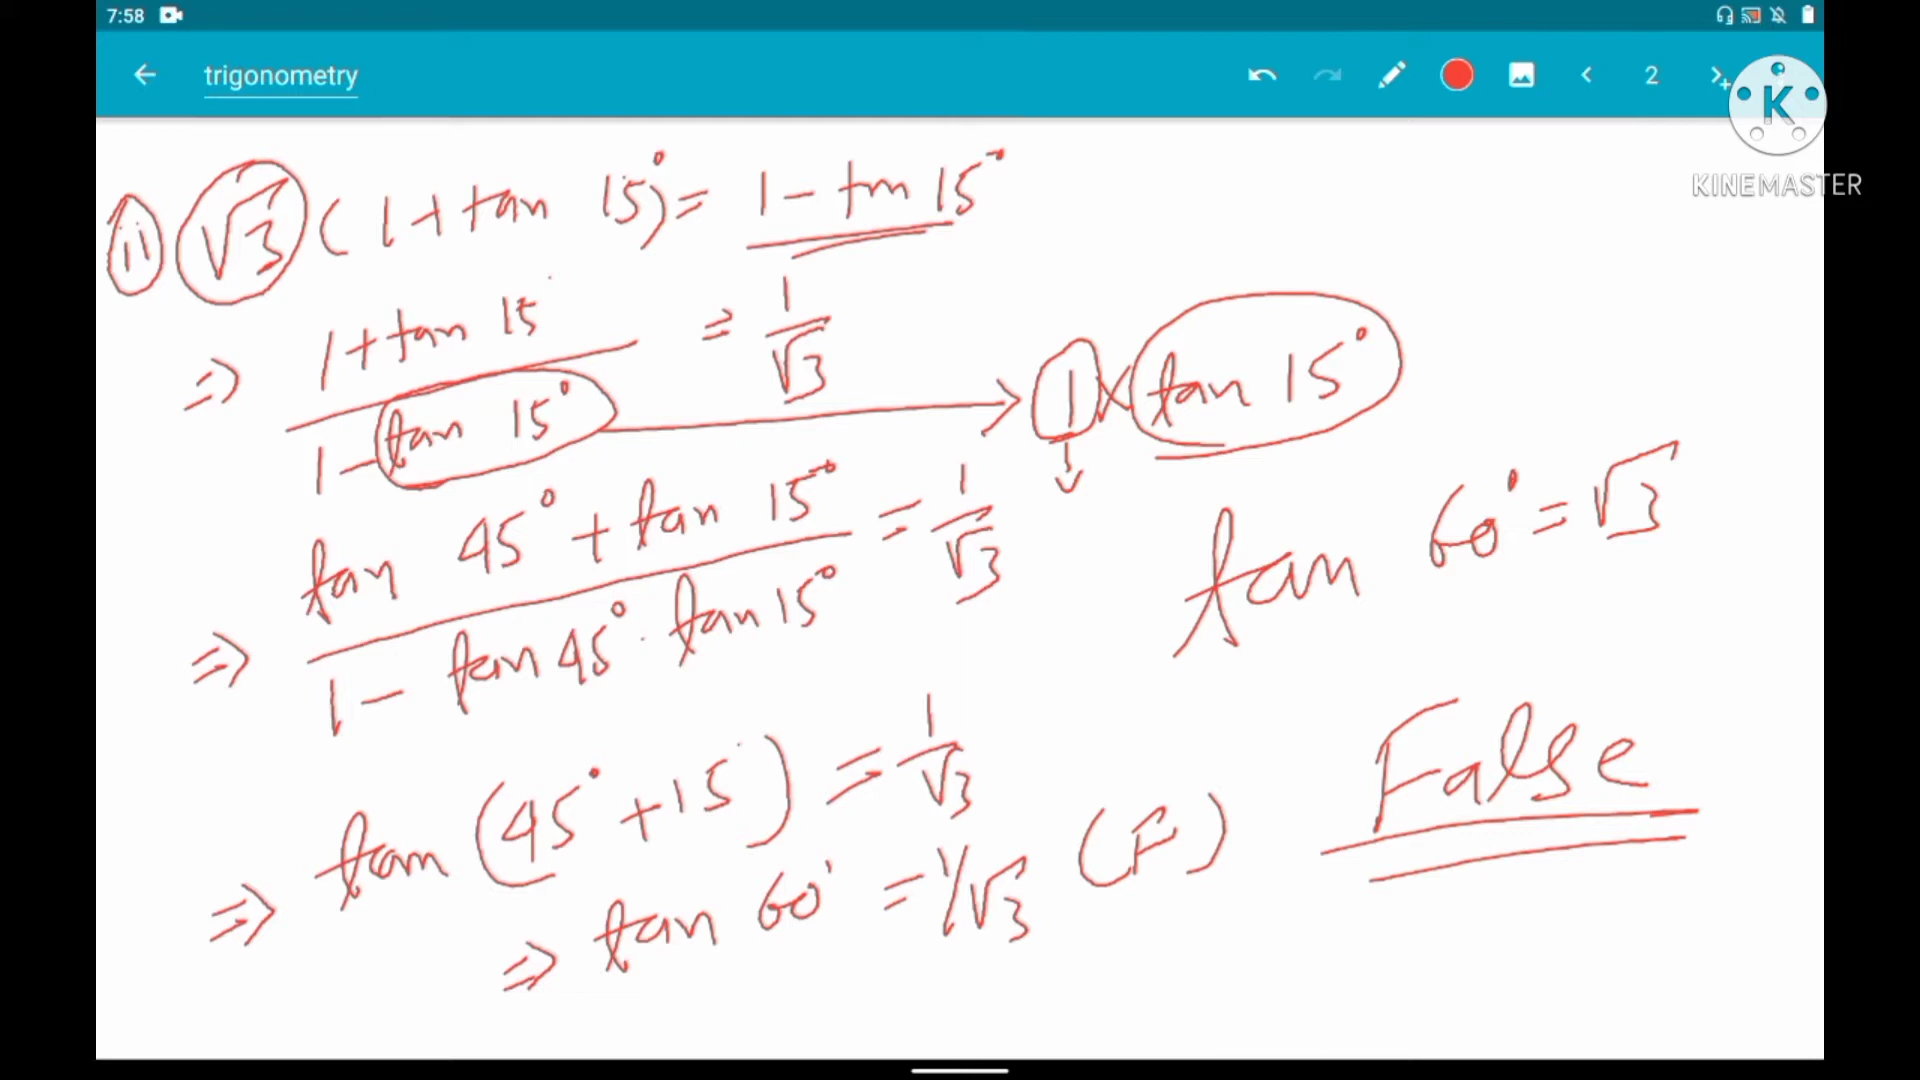 7:58
trigonometry
2
K
KINEMASTER
(ii) √3 (1 + tan 15°) = 1 - tan 15°
⇒ (1 + tan 15) / (1 - tan 15°) = 1/√3
1 × tan 15°
⇒ (tan 45° + tan 15°) / (1 - tan 45° · tan 15°) = 1/√3
tan 60° = √3
⇒ tan (45° + 15) = 1/√3
False
⇒ tan 60° = 1/√3 (F)